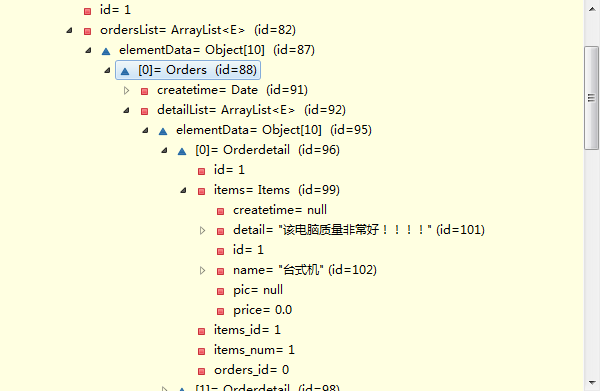 id= 1
ordersList= ArrayList<E> (id=82)
elementData= Object[10] (id=87)
[0]= Orders (id=88)
createtime= Date (id=91)
detailList= ArrayList<E> (id=92)
elementData= Object[10] (id=95)
[0]= Orderdetail (id=96)
id= 1
items= Items (id=99)
createtime= null
detail= "该电脑质量非常好！！！！" (id=101)
id= 1
name= "台式机" (id=102)
pic= null
price= 0.0
items_id= 1
items_num= 1
orders_id= 0
[1]= Orderdetail (id=98)